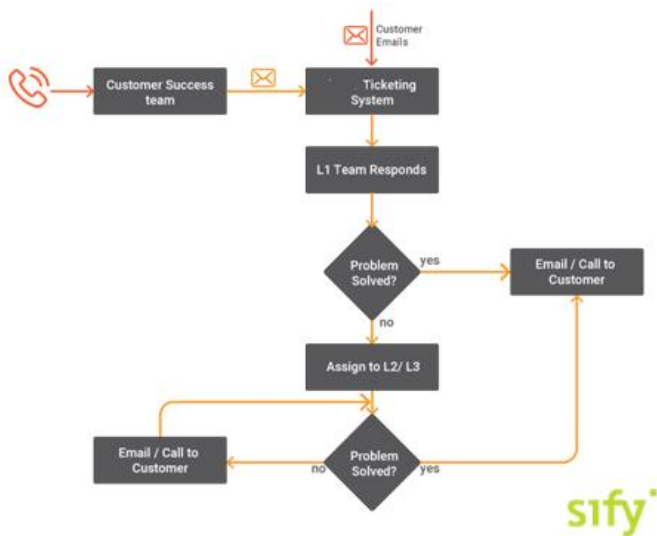 Customer
Emails
Customer Success
team
Ticketing
System
L1 Team Responds
Problem
Solved?
yes
Email / Call to
Customer
no
Assign to L2/ L3
Email / Call to
Customer
no
Problem
Solved?
yes
sify